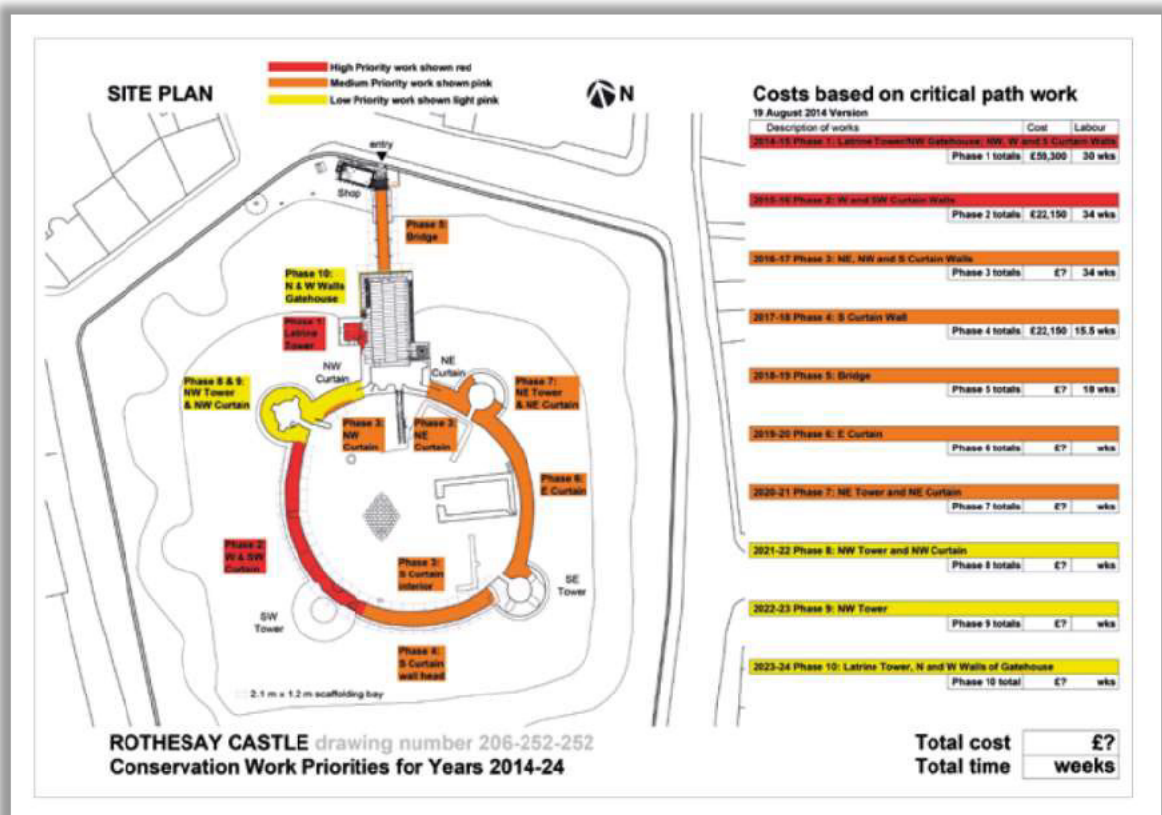 SITE PLAN
High Priority work shown red
Medium Priority work shown pink
Low Priority work shown light pink
N
entry
Shop
Phase 5:
Bridge
Phase 10:
N & W Walls
Gatehouse
Phase 1:
Latrine
Tower
NW
Curtain
NE
Curtain
Phase 8 & 9:
NW Tower
& NW Curtain
Phase 7:
NE Tower
& NE Curtain
Phase 3:
NW
Curtain
Phase 3:
NE
Curtain
Phase 6:
E Curtain
Phase 2:
W & SW
Curtain
Phase 3:
S Curtain
interior
SE
Tower
SW
Tower
Phase 4:
S Curtain
wall head
2.1 m x 1.2 m scaffolding bay
Costs based on critical path work
19 August 2014 Version
Description of works Cost Labour
2014-15 Phase 1: Latrine Tower/NW Gatehouse; NW, W and S Curtain Walls
Phase 1 totals £59,300 30 wks
2015-16 Phase 2: W and SW Curtain Walls
Phase 2 totals £22,150 34 wks
2016-17 Phase 3: NE, NW and S Curtain Walls
Phase 3 totals £? 34 wks
2017-18 Phase 4: S Curtain Wall
Phase 4 totals £22,150 15.5 wks
2018-19 Phase 5: Bridge
Phase 5 totals £? 18 wks
2019-20 Phase 6: E Curtain
Phase 6 totals £? wks
2020-21 Phase 7: NE Tower and NE Curtain
Phase 7 totals £? wks
2021-22 Phase 8: NW Tower and NW Curtain
Phase 8 totals £? wks
2022-23 Phase 9: NW Tower
Phase 9 totals £? wks
2023-24 Phase 10: Latrine Tower, N and W Walls of Gatehouse
Phase 10 total £? wks
ROTHESAY CASTLE drawing number 206-252-252
Conservation Work Priorities for Years 2014-24
Total cost £?
Total time weeks